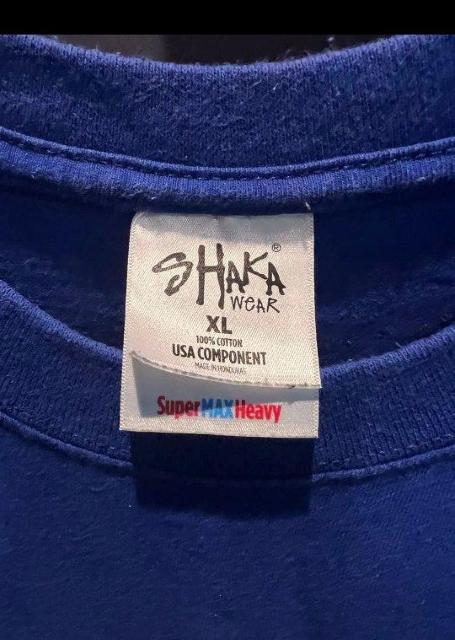 SHAKA®
WEAR
XL
100% COTTON
USA COMPONENT
MADE IN HONDURAS
SuperMAXHeavy